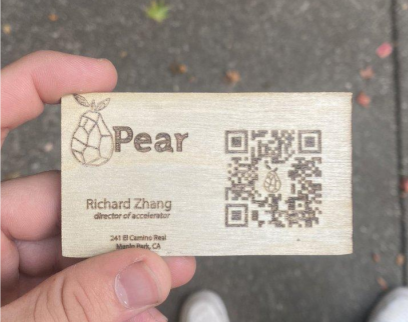 Pear
Richard Zhang
director of accelerator
241 El Camino Real
Menlo Park, CA